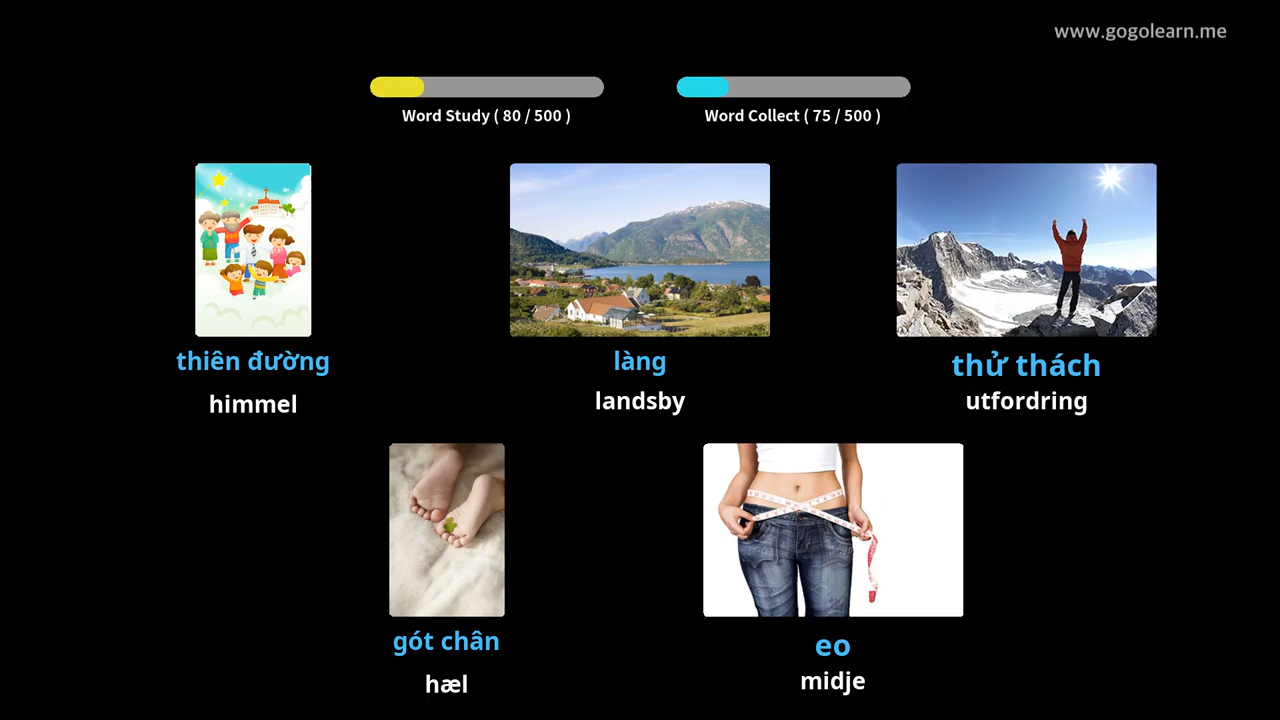 www.gogolearn.me
Word Study ( 80 / 500 )
Word Collect ( 75 / 500 )
thiên đường
himmel
làng
landsby
thử thách
utfordring
gót chân
hæl
eo
midje